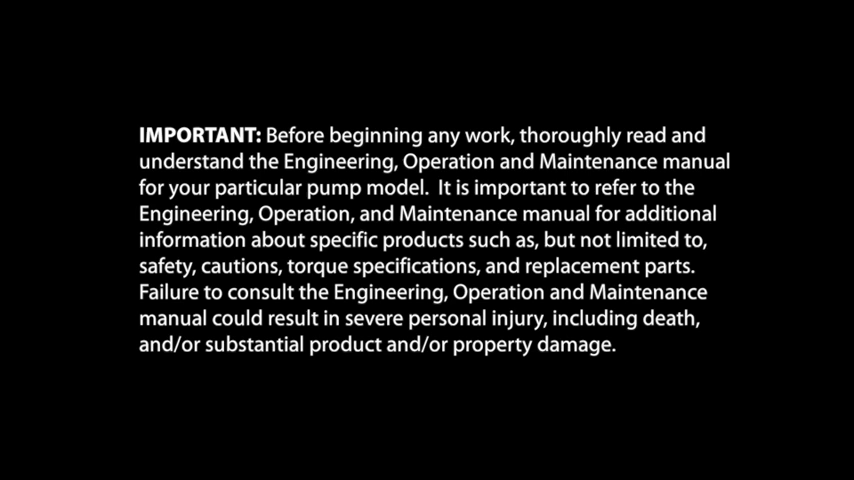 IMPORTANT: Before beginning any work, thoroughly read and
understand the Engineering, Operation and Maintenance manual
for your particular pump model.  It is important to refer to the
Engineering, Operation, and Maintenance manual for additional
information about specific products such as, but not limited to,
safety, cautions, torque specifications, and replacement parts.
Failure to consult the Engineering, Operation and Maintenance
manual could result in severe personal injury, including death,
and/or substantial product and/or property damage.